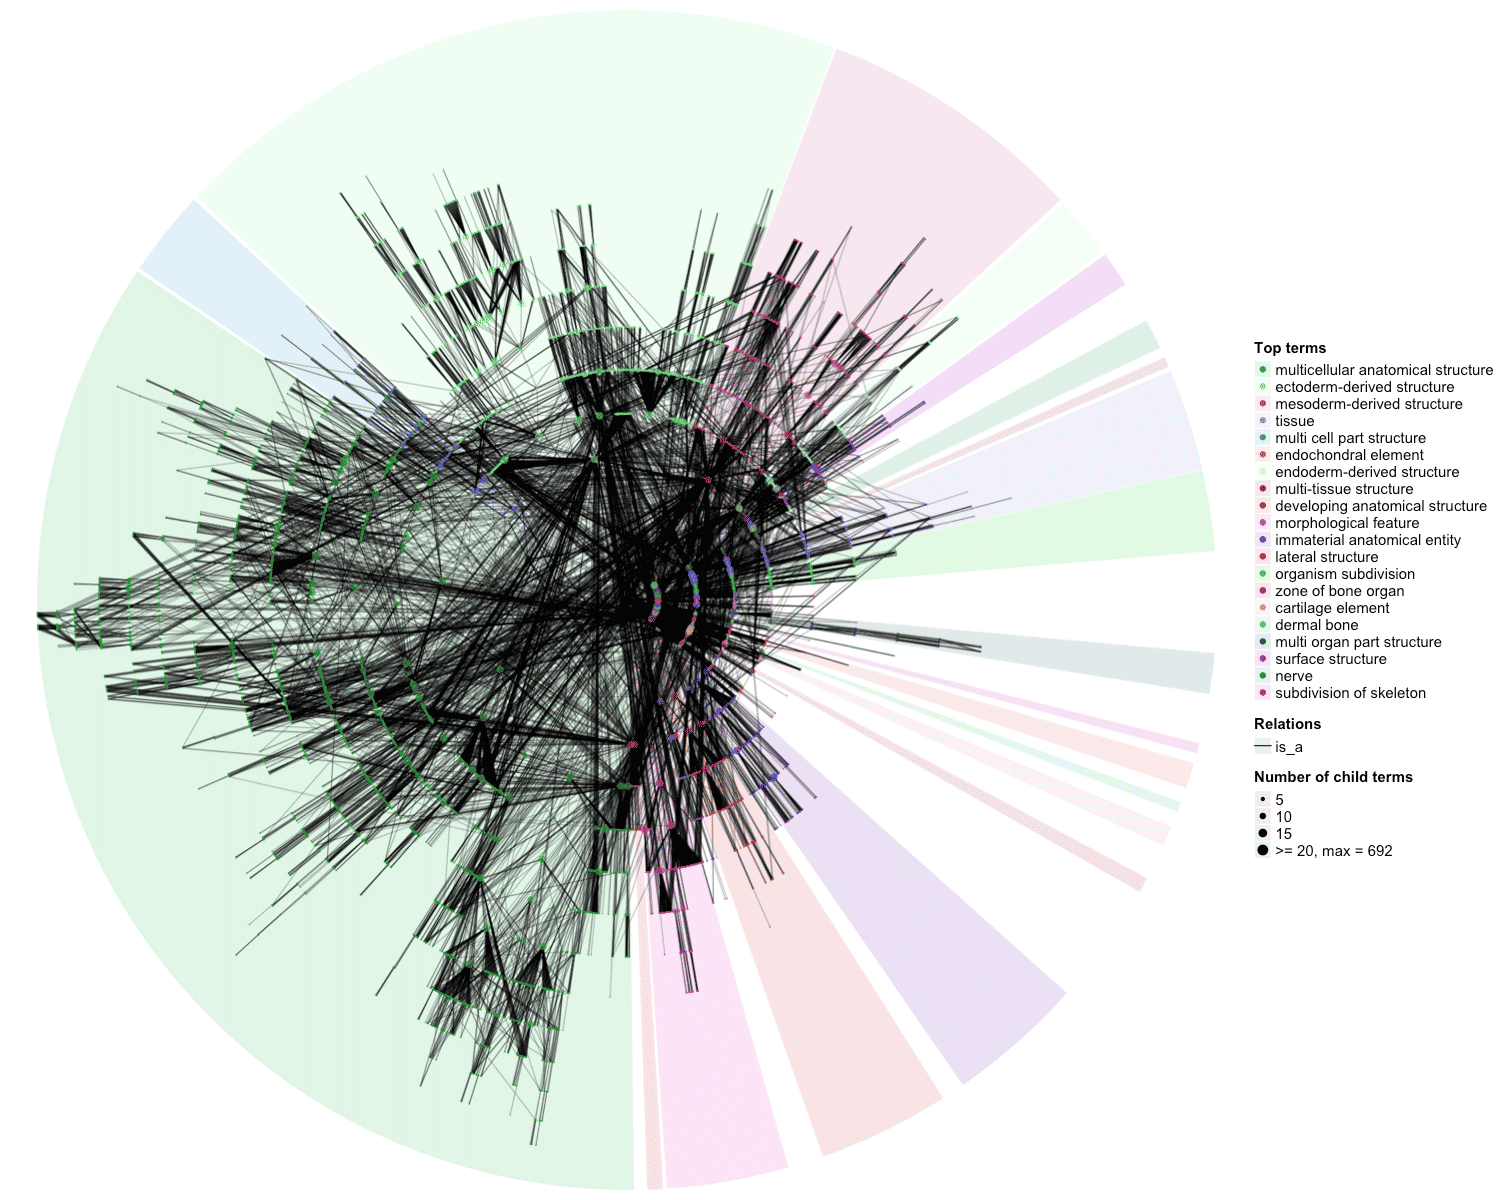 Top terms
multicellular anatomical structure
ectoderm-derived structure
mesoderm-derived structure
tissue
multi cell part structure
endochondral element
endoderm-derived structure
multi-tissue structure
developing anatomical structure
morphological feature
immaterial anatomical entity
lateral structure
organism subdivision
zone of bone organ
cartilage element
dermal bone
multi organ part structure
surface structure
nerve
subdivision of skeleton
Relations
is_a
Number of child terms
5
10
15
>= 20, max = 692